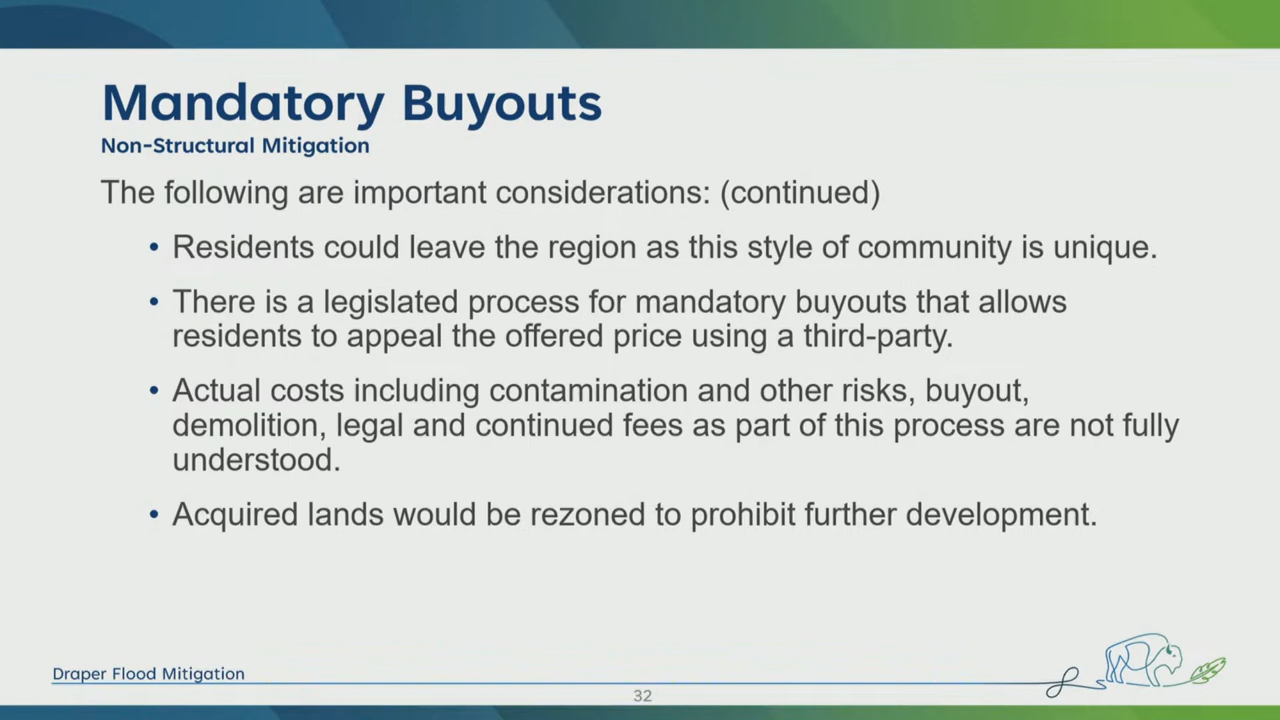 Mandatory Buyouts
Non-Structural Mitigation
The following are important considerations: (continued)
• Residents could leave the region as this style of community is unique.
• There is a legislated process for mandatory buyouts that allows
residents to appeal the offered price using a third-party.
• Actual costs including contamination and other risks, buyout,
demolition, legal and continued fees as part of this process are not fully
understood.
• Acquired lands would be rezoned to prohibit further development.
Draper Flood Mitigation
32